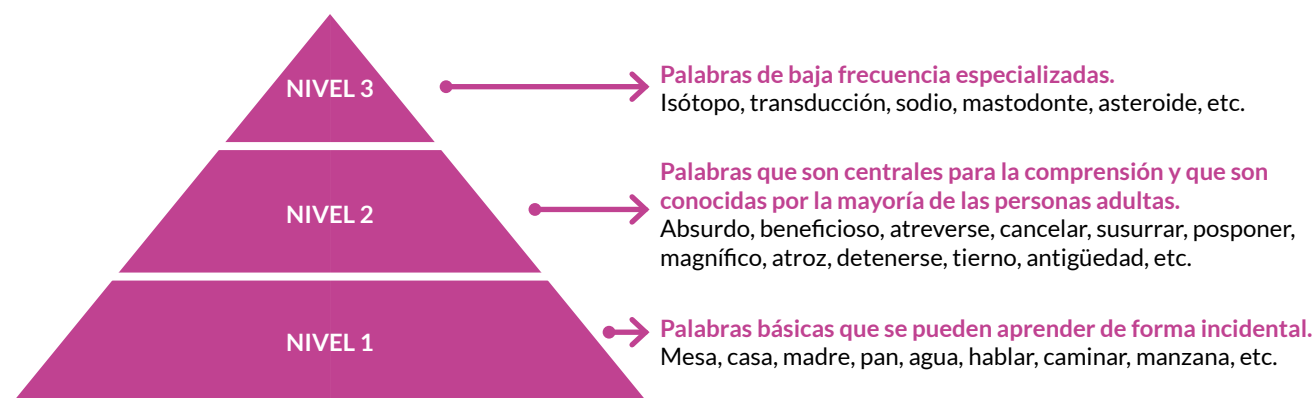 NIVEL 3
Palabras de baja frecuencia especializadas.
Isótopo, transducción, sodio, mastodonte, asteroide, etc.
NIVEL 2
Palabras que son centrales para la comprensión y que son
conocidas por la mayoría de las personas adultas.
Absurdo, beneficioso, atreverse, cancelar, susurrar, posponer,
magnífico, atroz, detenerse, tierno, antigüedad, etc.
NIVEL 1
Palabras básicas que se pueden aprender de forma incidental.
Mesa, casa, madre, pan, agua, hablar, caminar, manzana, etc.